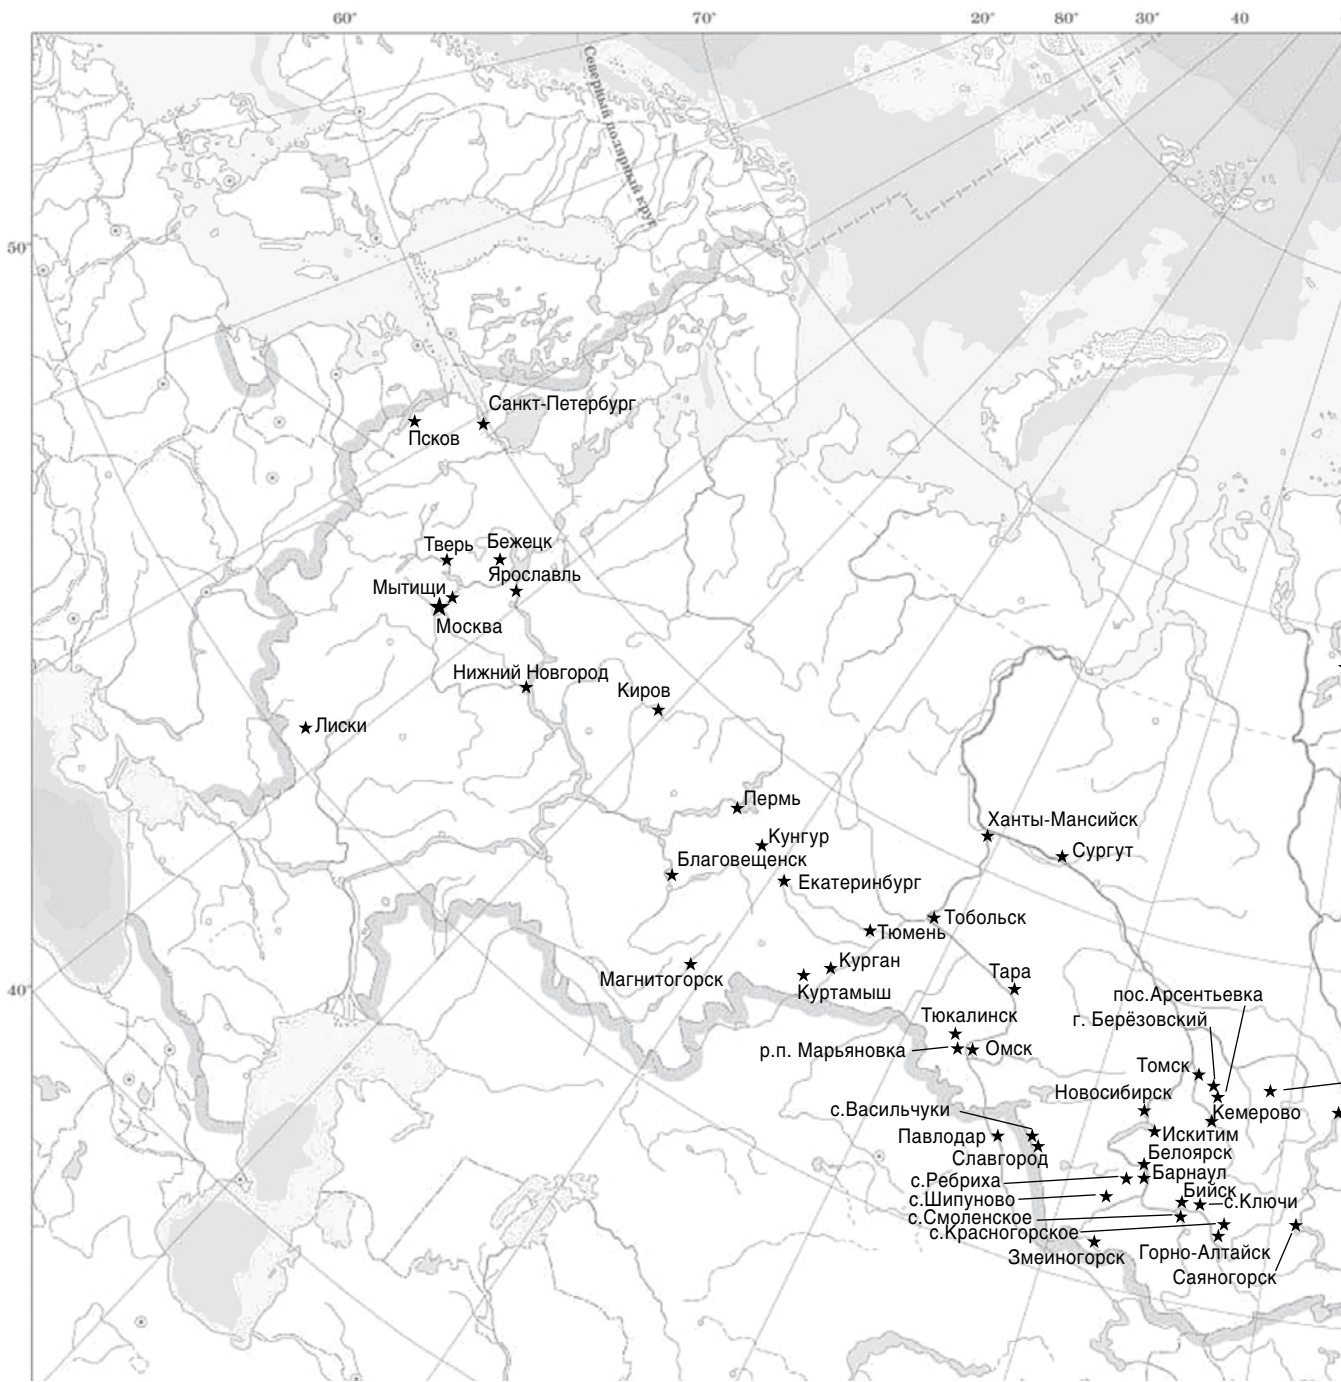 60°
70°
20°
80°
30°
40
Северный полярный круг
50°
Санкт-Петербург
Псков
Тверь
Бежецк
Ярославль
Мытищи
Москва
Нижний Новгород
Киров
Лиски
Пермь
Ханты-Мансийск
Кунгур
Сургут
Благовещенск
Екатеринбург
Тобольск
Тюмень
Курган
Тара
Магнитогорск
Куртамыш
40°
пос.Арсентьевка
Тюкалинск
г. Берёзовский
р.п. Марьяновка
Омск
Томск
Новосибирск
с.Васильчуки
Кемерово
Павлодар
Искитим
Славгород
Белоярск
с.Ребриха
Барнаул
Бийск
с.Шипуново
с.Ключи
с.Смоленское
с.Красногорское
Змеиногорск
Горно-Алтайск
Саяногорск